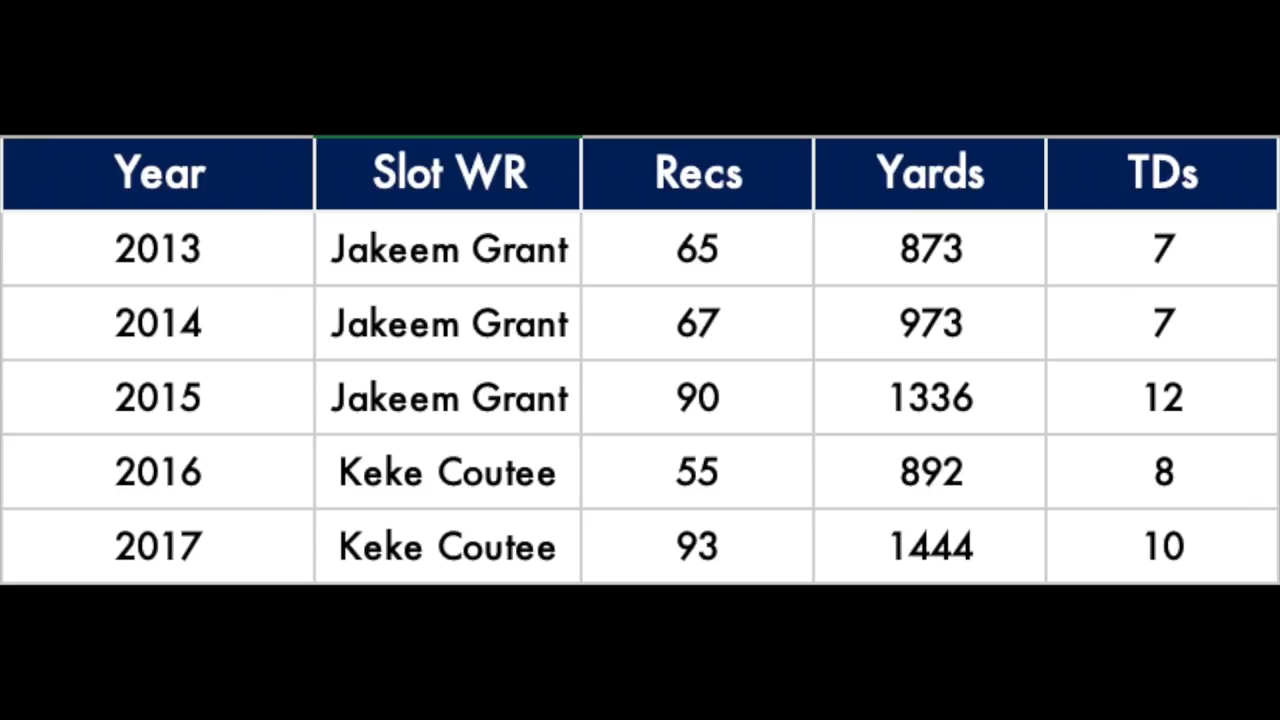 Year Slot WR Recs Yards TDs
2013 Jakeem Grant 65 873 7
2014 Jakeem Grant 67 973 7
2015 Jakeem Grant 90 1336 12
2016 Keke Coutee 55 892 8
2017 Keke Coutee 93 1444 10